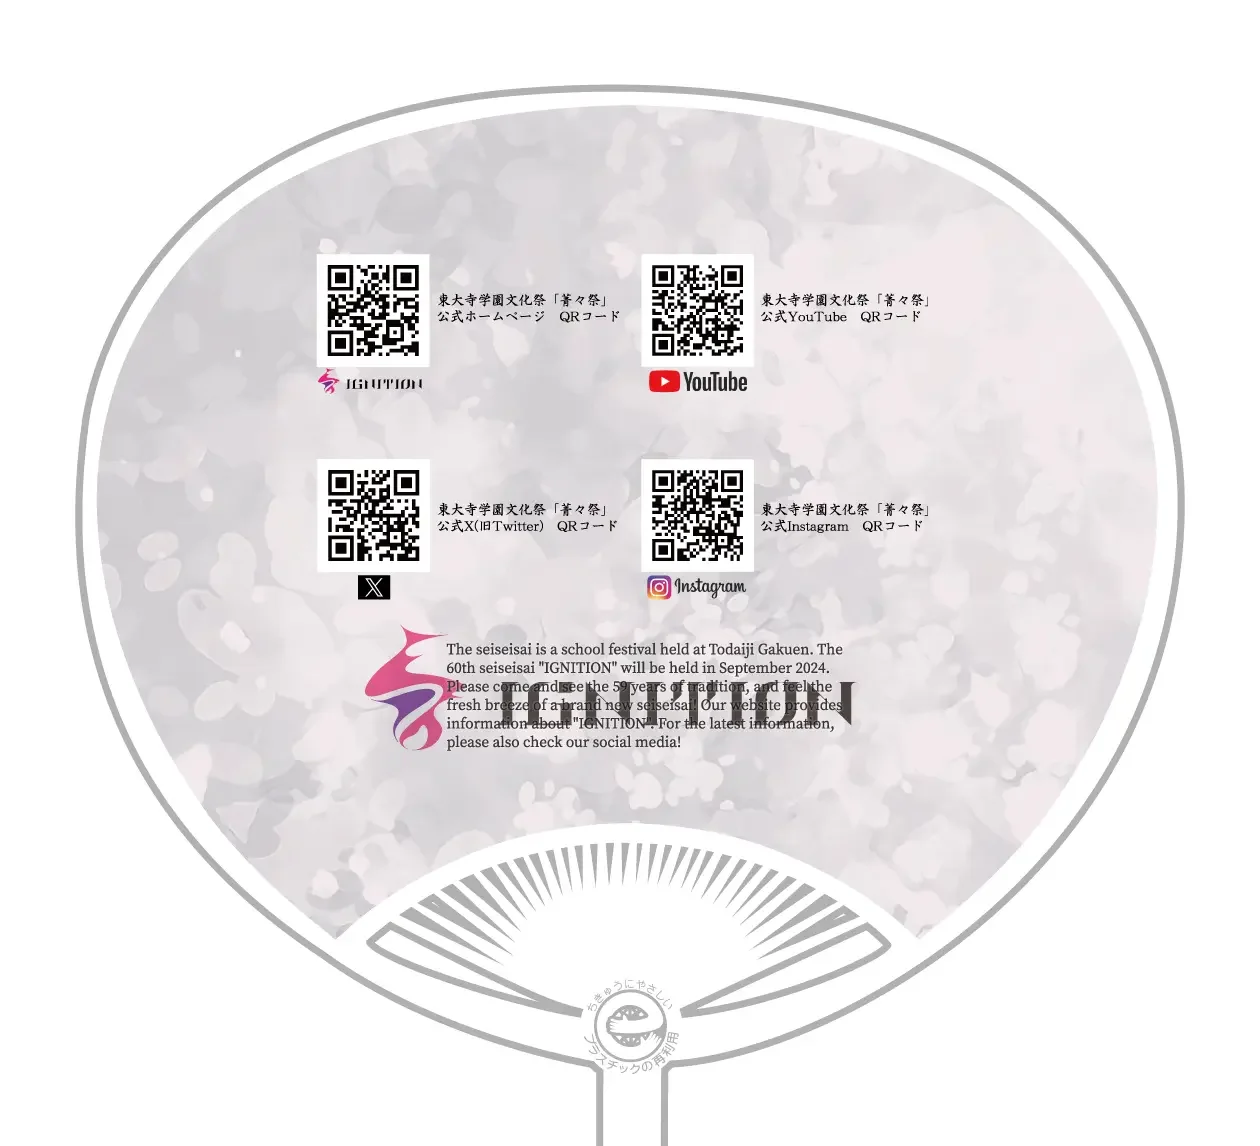 東大寺学園文化祭「菁々祭」
公式ホームページ QRコード
IGNITION
東大寺学園文化祭「菁々祭」
公式YouTube QRコード
YouTube
東大寺学園文化祭「菁々祭」
公式X(旧Twitter) QRコード
X
東大寺学園文化祭「菁々祭」
公式Instagram QRコード
Instagram
The seiseisai is a school festival held at Todaiji Gakuen. The
60th seiseisai "IGNITION" will be held in September 2024.
Please come and see the 59 years of tradition, and feel the
fresh breeze of a brand new seiseisai! Our website provides
information about "IGNITION". For the latest information,
please also check our social media!
IGNITION
ちきゅうにやさしい
プラスチックの再利用